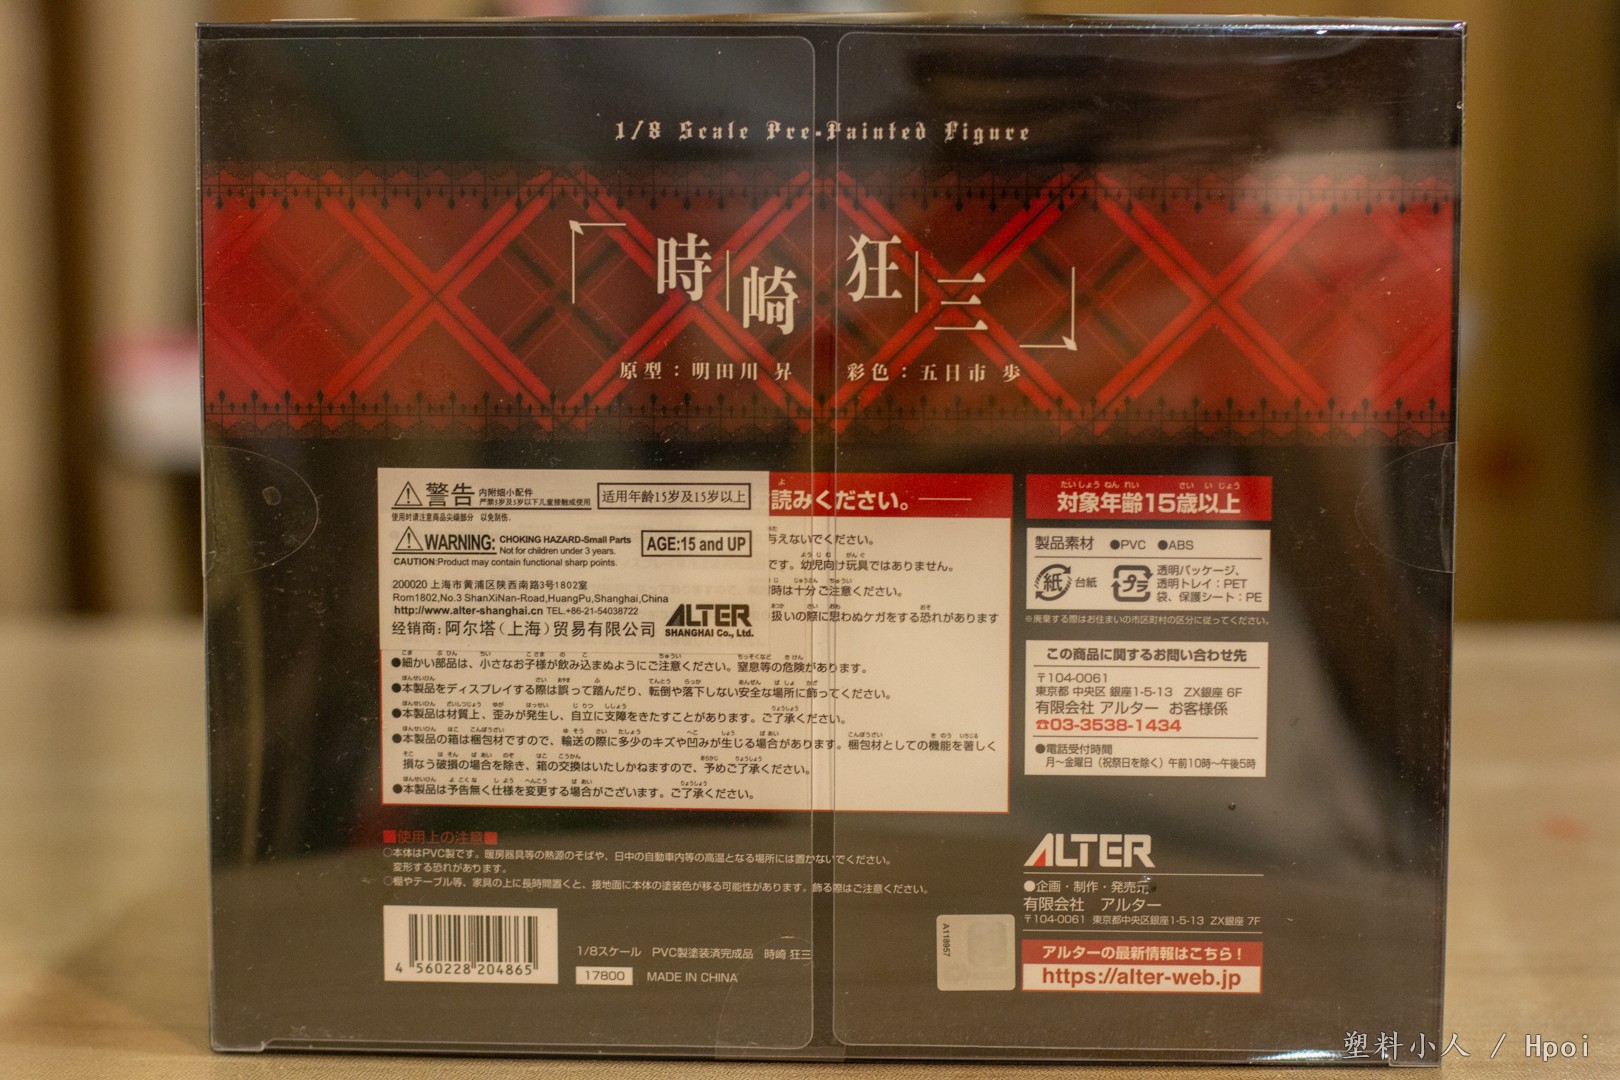 1/8 Scale Pre-Painted Figure
「時崎狂三」
原型：明田川 昇 彩色：五日市 歩
警告 内附细小配件
严禁3岁及3岁以下儿童接触或使用
适用年龄15岁及15岁以上
使用时请注意商品尖端部分 以免刮伤。
WARNING: CHOKING HAZARD-Small Parts
Not for children under 3 years.
AGE:15 and UP
CAUTION:Product may contain functional sharp points.
200020 上海市黄浦区陕西南路3号1802室
Rom1802,No.3 ShanXiNan-Road,HuangPu,Shanghai,China
http://www.alter-shanghai.cn TEL.+86-21-54038722
经销商: 阿尔塔（上海）贸易有限公司
ALTER
SHANGHAI Co., Ltd.
読みください。
与えないでください。
です。幼児向け玩具ではありません。
時は十分ご注意ください。
扱いの際に思わぬケガをする恐れがあります
●細かい部品は、小さなお子様が飲み込まぬようにご注意ください。窒息等の危険があります。
●本製品をディスプレイする際は誤って踏んだり、転倒や落下しない安全な場所に飾ってください。
●本製品は材質上、歪みが発生し、自立に支障をきたすことがあります。ご了承ください。
●本製品の箱は梱包材ですので、輸送の際に多少のキズや凹みが生じる場合があります。梱包材としての機能を著しく
損なう破損の場合を除き、箱の交換はいたしかねますので、予めご了承ください。
●本製品は予告無く仕様を変更する場合がございます。ご了承ください。
対象年齢15歳以上
製品素材 ●PVC ●ABS
紙 台紙
プラ 透明パッケージ、
透明トレイ：PET
袋、保護シート：PE
※廃棄する際はお住まいの市区町村の区分に従ってください。
この商品に関するお問い合わせ先
〒104-0061
東京都 中央区 銀座1-5-13 ZX銀座 6F
有限会社 アルター お客様係
☎03-3538-1434
●電話受付時間
月〜金曜日（祝祭日を除く）午前10時〜午後5時
■使用上の注意■
○本体はPVC製です。暖房器具等の熱源のそばや、日中の自動車内等の高温となる場所には置かないでください。
変形する恐れがあります。
○棚やテーブル等、家具の上に長時間置くと、接地面に本体の塗装色が移る可能性があります。飾る際はご注意ください。
4 560228 204865
1/8スケール PVC製塗装済完成品 時崎 狂三
17800 MADE IN CHINA
A118957
ALTER
●企画・制作・発売元
有限会社 アルター
〒104-0061 東京都中央区銀座1-5-13 ZX銀座 7F
アルターの最新情報はこちら！
https://alter-web.jp
塑料小人 / Hpoi